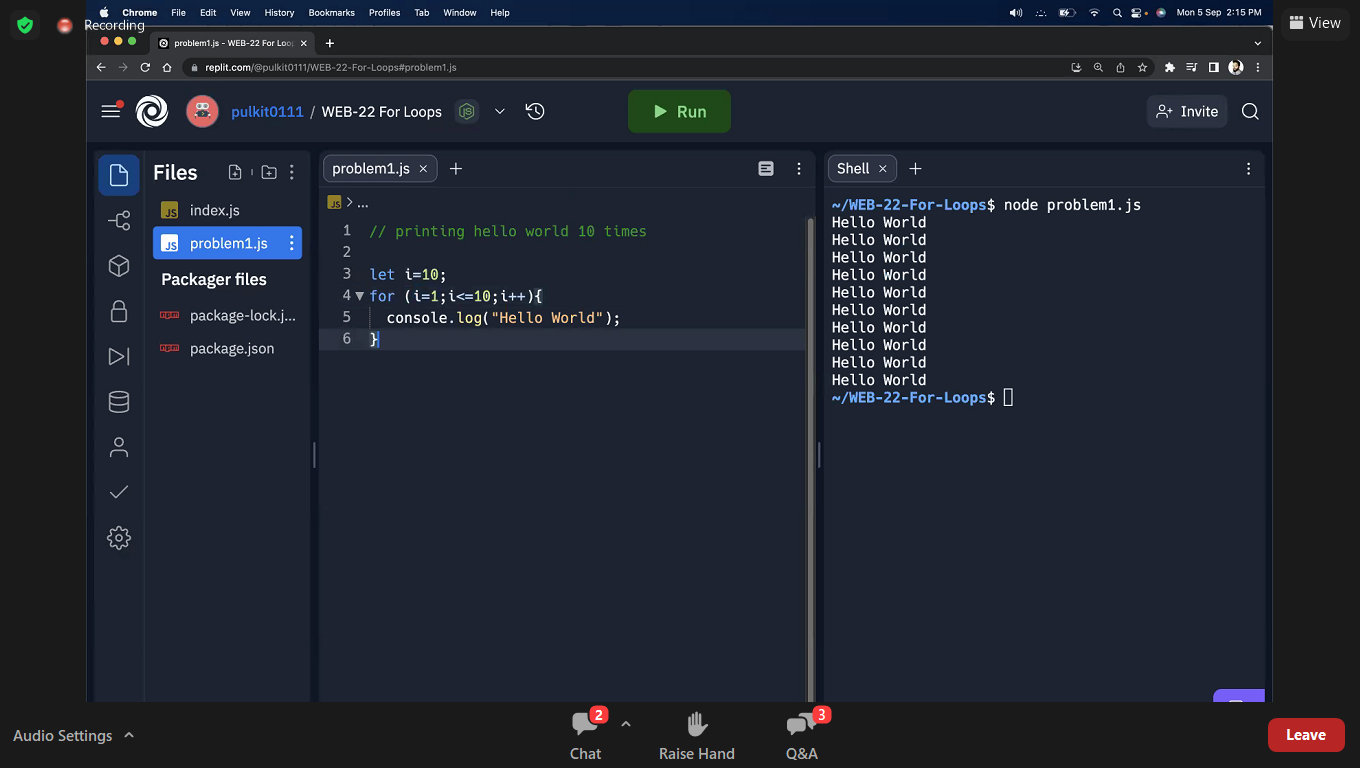 Recording
Chrome File Edit View History Bookmarks Profiles Tab Window Help
Mon 5 Sep 2:15 PM
View
problem1.js - WEB-22 For Loo
replit.com/@pulkit0111/WEB-22-For-Loops#problem1.js
pulkit0111 / WEB-22 For Loops
Run
Invite
Files
index.js
problem1.js
Packager files
package-lock.j...
package.json
problem1.js
JS > ...
1 // printing hello world 10 times
2
3 let i=10;
4 for (i=1;i<=10;i++){
5 console.log("Hello World");
6 }
Shell
~/WEB-22-For-Loops$ node problem1.js
Hello World
Hello World
Hello World
Hello World
Hello World
Hello World
Hello World
Hello World
Hello World
Hello World
~/WEB-22-For-Loops$
Audio Settings
2
Chat
Raise Hand
3
Q&A
Leave